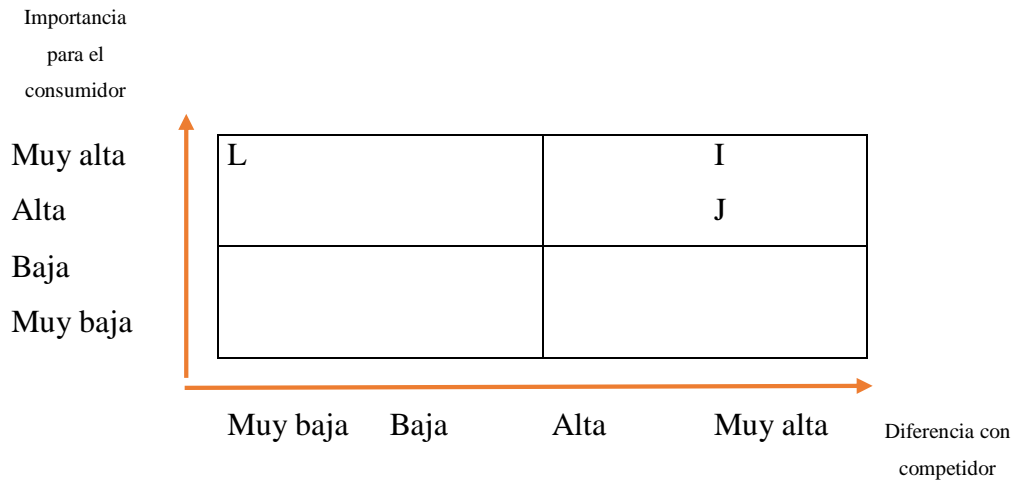 Importancia
para el
consumidor
Muy alta L I
Alta J
Baja
Muy baja
Muy baja Baja Alta Muy alta
Diferencia con
competidor